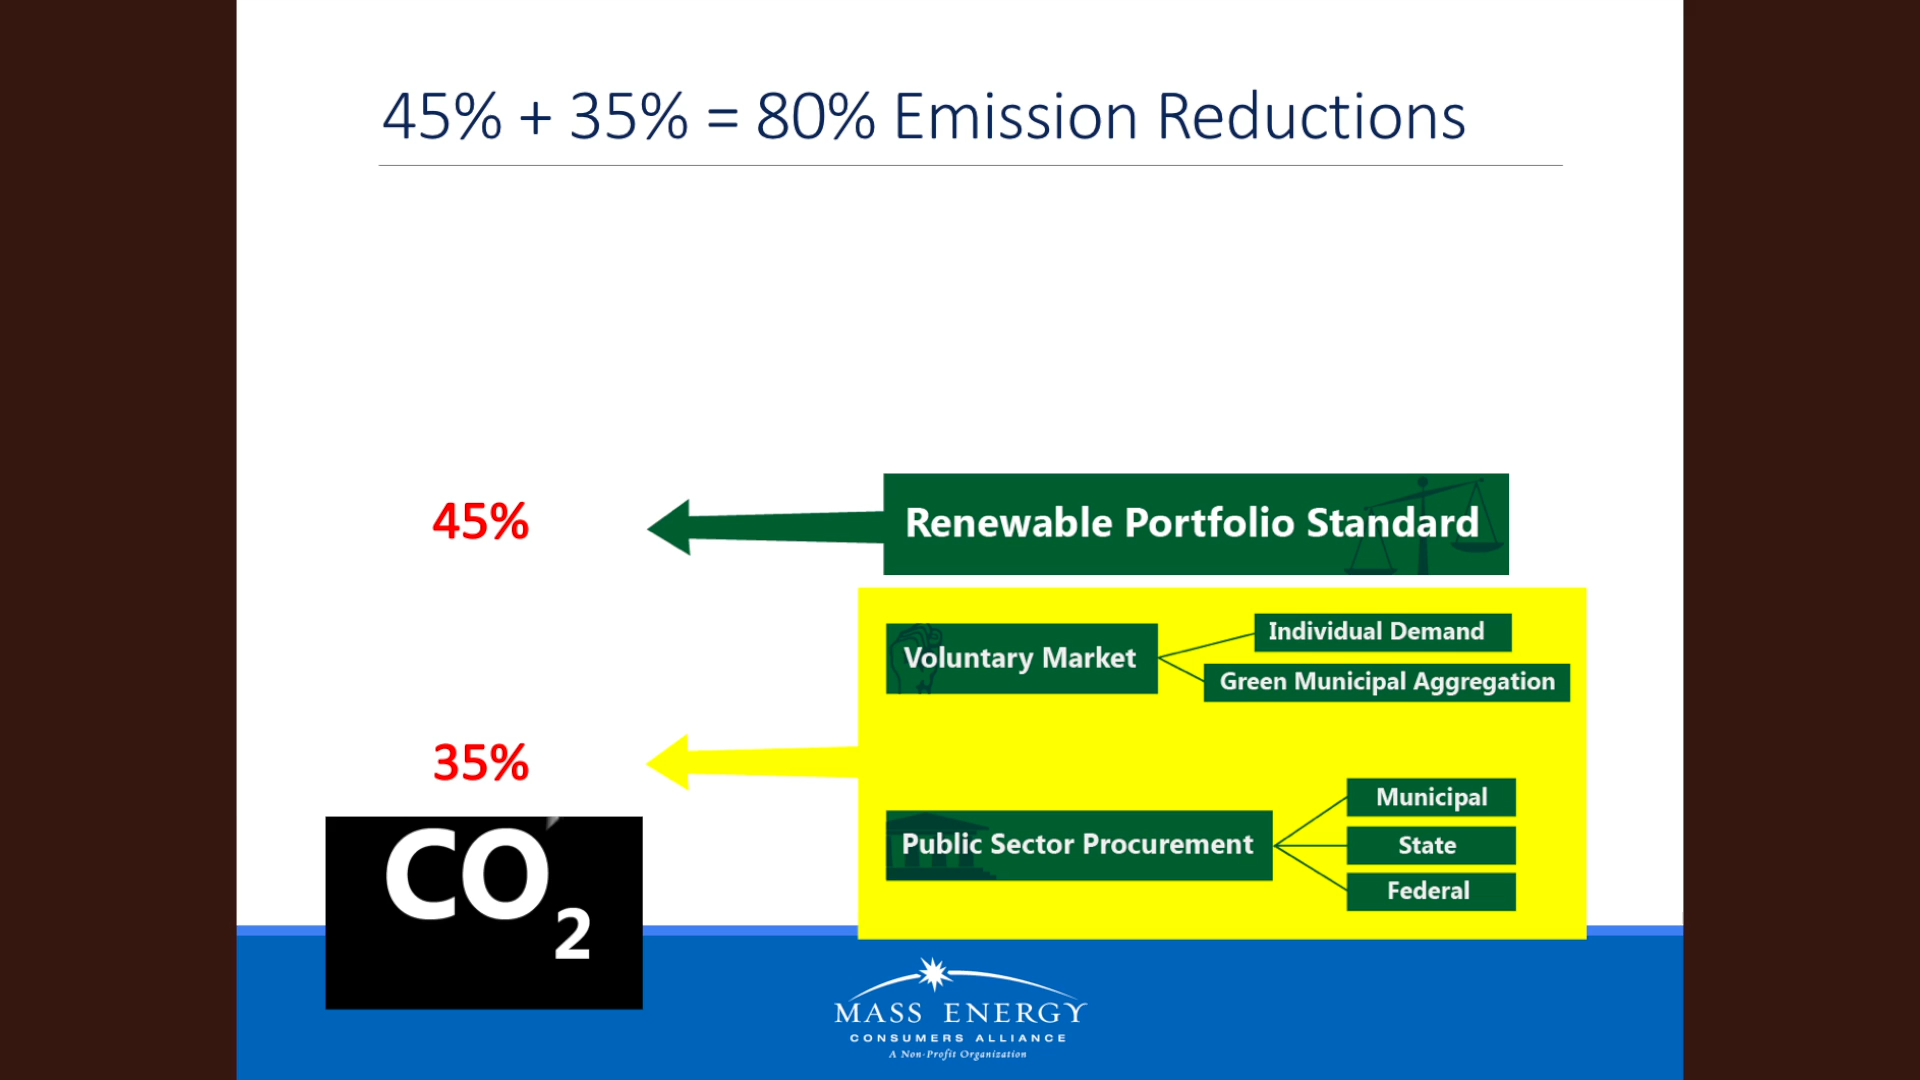 45% + 35% = 80% Emission Reductions
45%
Renewable Portfolio Standard
Voluntary Market
Individual Demand
Green Municipal Aggregation
35%
Public Sector Procurement
Municipal
State
Federal
CO2
MASS ENERGY
CONSUMERS ALLIANCE
A Non-Profit Organization